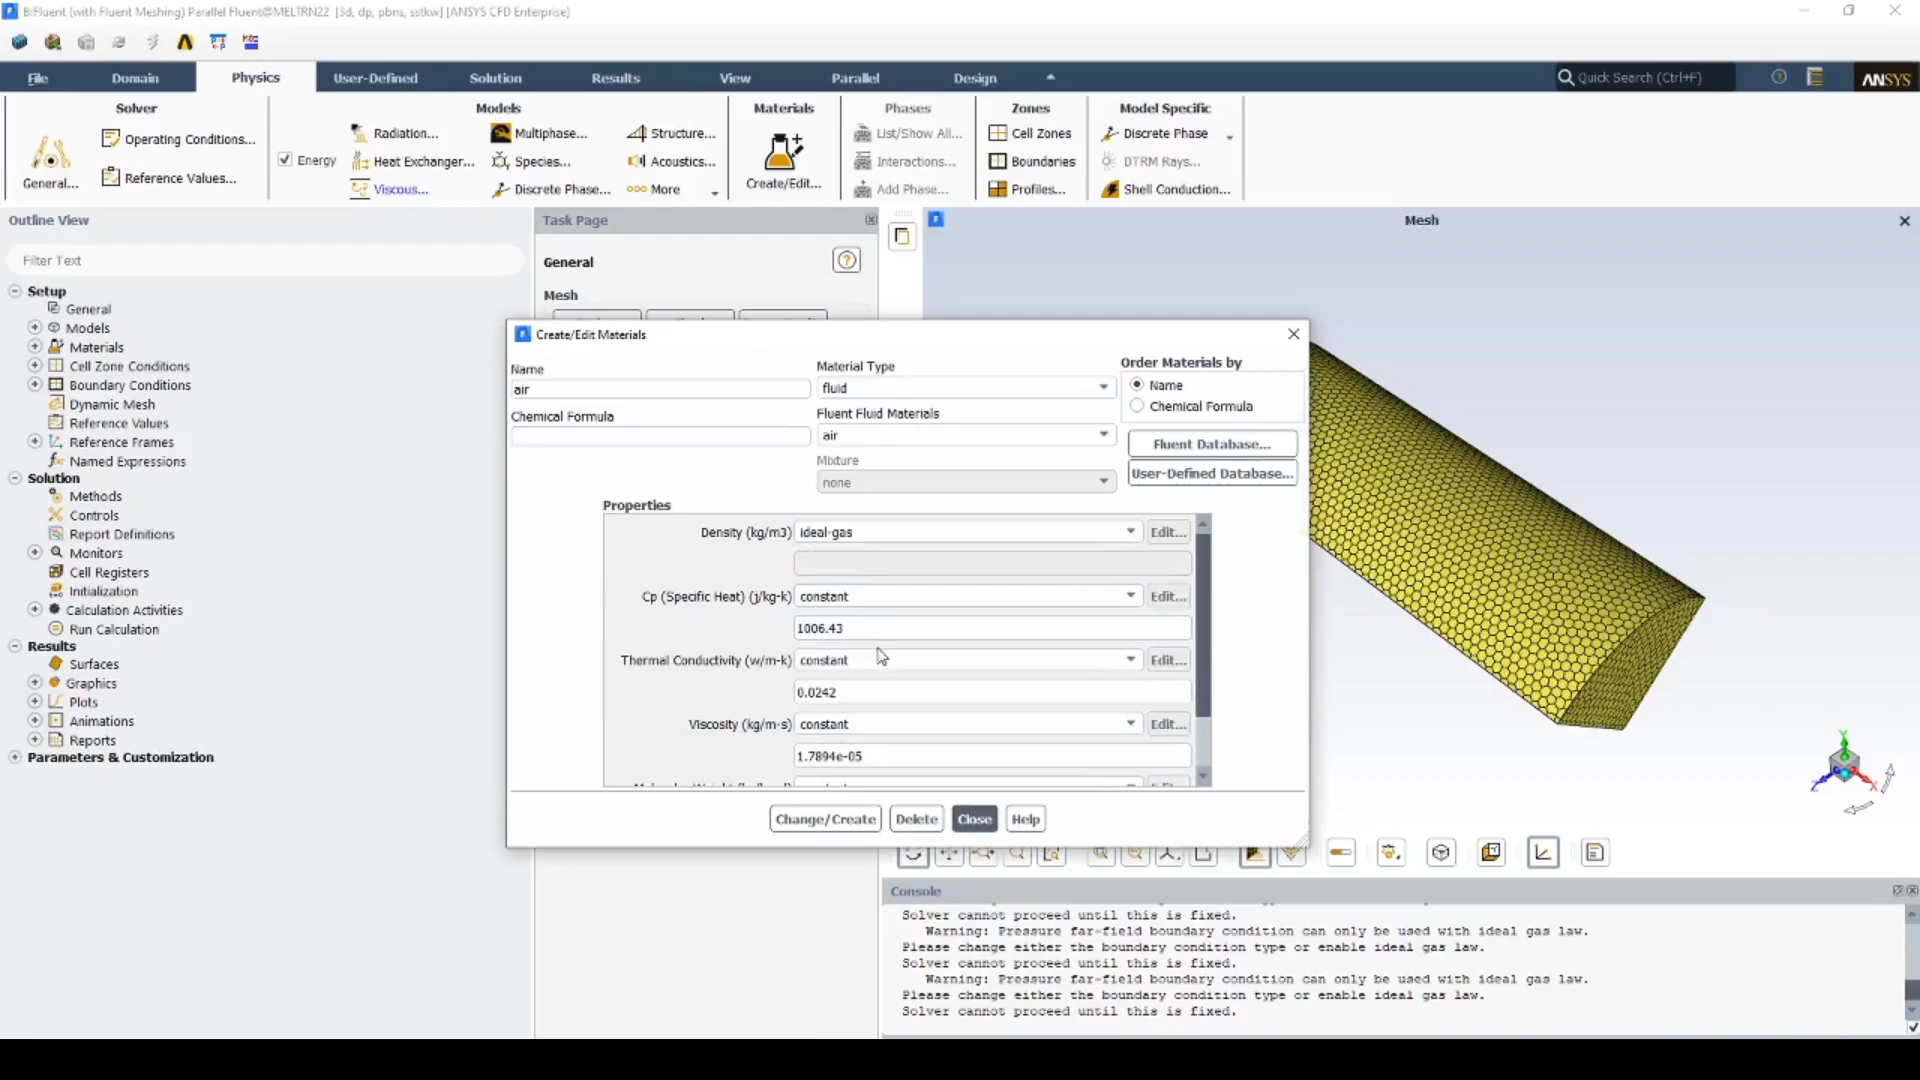 B:Fluent (with Fluent Meshing) Parallel Fluent@MELTRN22 [3d, dp, pbns, sstkw] [ANSYS CFD Enterprise]
File Domain Physics User-Defined Solution Results View Parallel Design Quick Search (Ctrl+F) ANSYS
Solver Models Materials Phases Zones Model Specific
Operating Conditions... Radiation... Multiphase... Structure... List/Show All... Cell Zones Discrete Phase
Energy Heat Exchanger... Species... Acoustics... Interactions... Boundaries DTRM Rays...
General... Reference Values... Viscous... Discrete Phase... More Create/Edit... Add Phase... Profiles... Shell Conduction...
Outline View
Filter Text
Setup
General
Models
Materials
Cell Zone Conditions
Boundary Conditions
Dynamic Mesh
Reference Values
Reference Frames
Named Expressions
Solution
Methods
Controls
Report Definitions
Monitors
Cell Registers
Initialization
Calculation Activities
Run Calculation
Results
Surfaces
Graphics
Plots
Animations
Reports
Parameters & Customization
Task Page
General
Mesh
Mesh
Create/Edit Materials
Name
air
Chemical Formula
Material Type
fluid
Fluent Fluid Materials
air
Mixture
none
Order Materials by
Name
Chemical Formula
Fluent Database...
User-Defined Database...
Properties
Density (kg/m3) ideal-gas Edit...
Cp (Specific Heat) (j/kg-k) constant Edit...
1006.43
Thermal Conductivity (w/m-k) constant Edit...
0.0242
Viscosity (kg/m-s) constant Edit...
1.7894e-05
Change/Create Delete Close Help
Y
Z
X
Console
Solver cannot proceed until this is fixed.
Warning: Pressure far-field boundary condition can only be used with ideal gas law.
Please change either the boundary condition type or enable ideal gas law.
Solver cannot proceed until this is fixed.
Warning: Pressure far-field boundary condition can only be used with ideal gas law.
Please change either the boundary condition type or enable ideal gas law.
Solver cannot proceed until this is fixed.